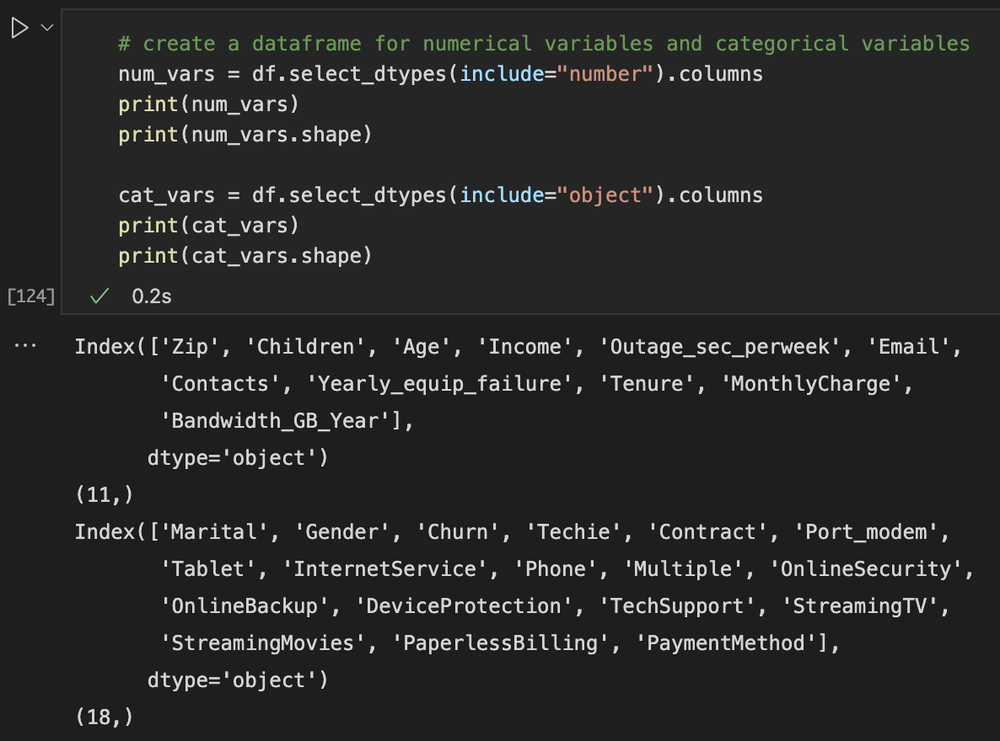 # create a dataframe for numerical variables and categorical variables
num_vars = df.select_dtypes(include="number").columns
print(num_vars)
print(num_vars.shape)

cat_vars = df.select_dtypes(include="object").columns
print(cat_vars)
print(cat_vars.shape)
[124] ✓ 0.2s
... Index(['Zip', 'Children', 'Age', 'Income', 'Outage_sec_perweek', 'Email',
       'Contacts', 'Yearly_equip_failure', 'Tenure', 'MonthlyCharge',
       'Bandwidth_GB_Year'],
      dtype='object')
(11,)
Index(['Marital', 'Gender', 'Churn', 'Techie', 'Contract', 'Port_modem',
       'Tablet', 'InternetService', 'Phone', 'Multiple', 'OnlineSecurity',
       'OnlineBackup', 'DeviceProtection', 'TechSupport', 'StreamingTV',
       'StreamingMovies', 'PaperlessBilling', 'PaymentMethod'],
      dtype='object')
(18,)